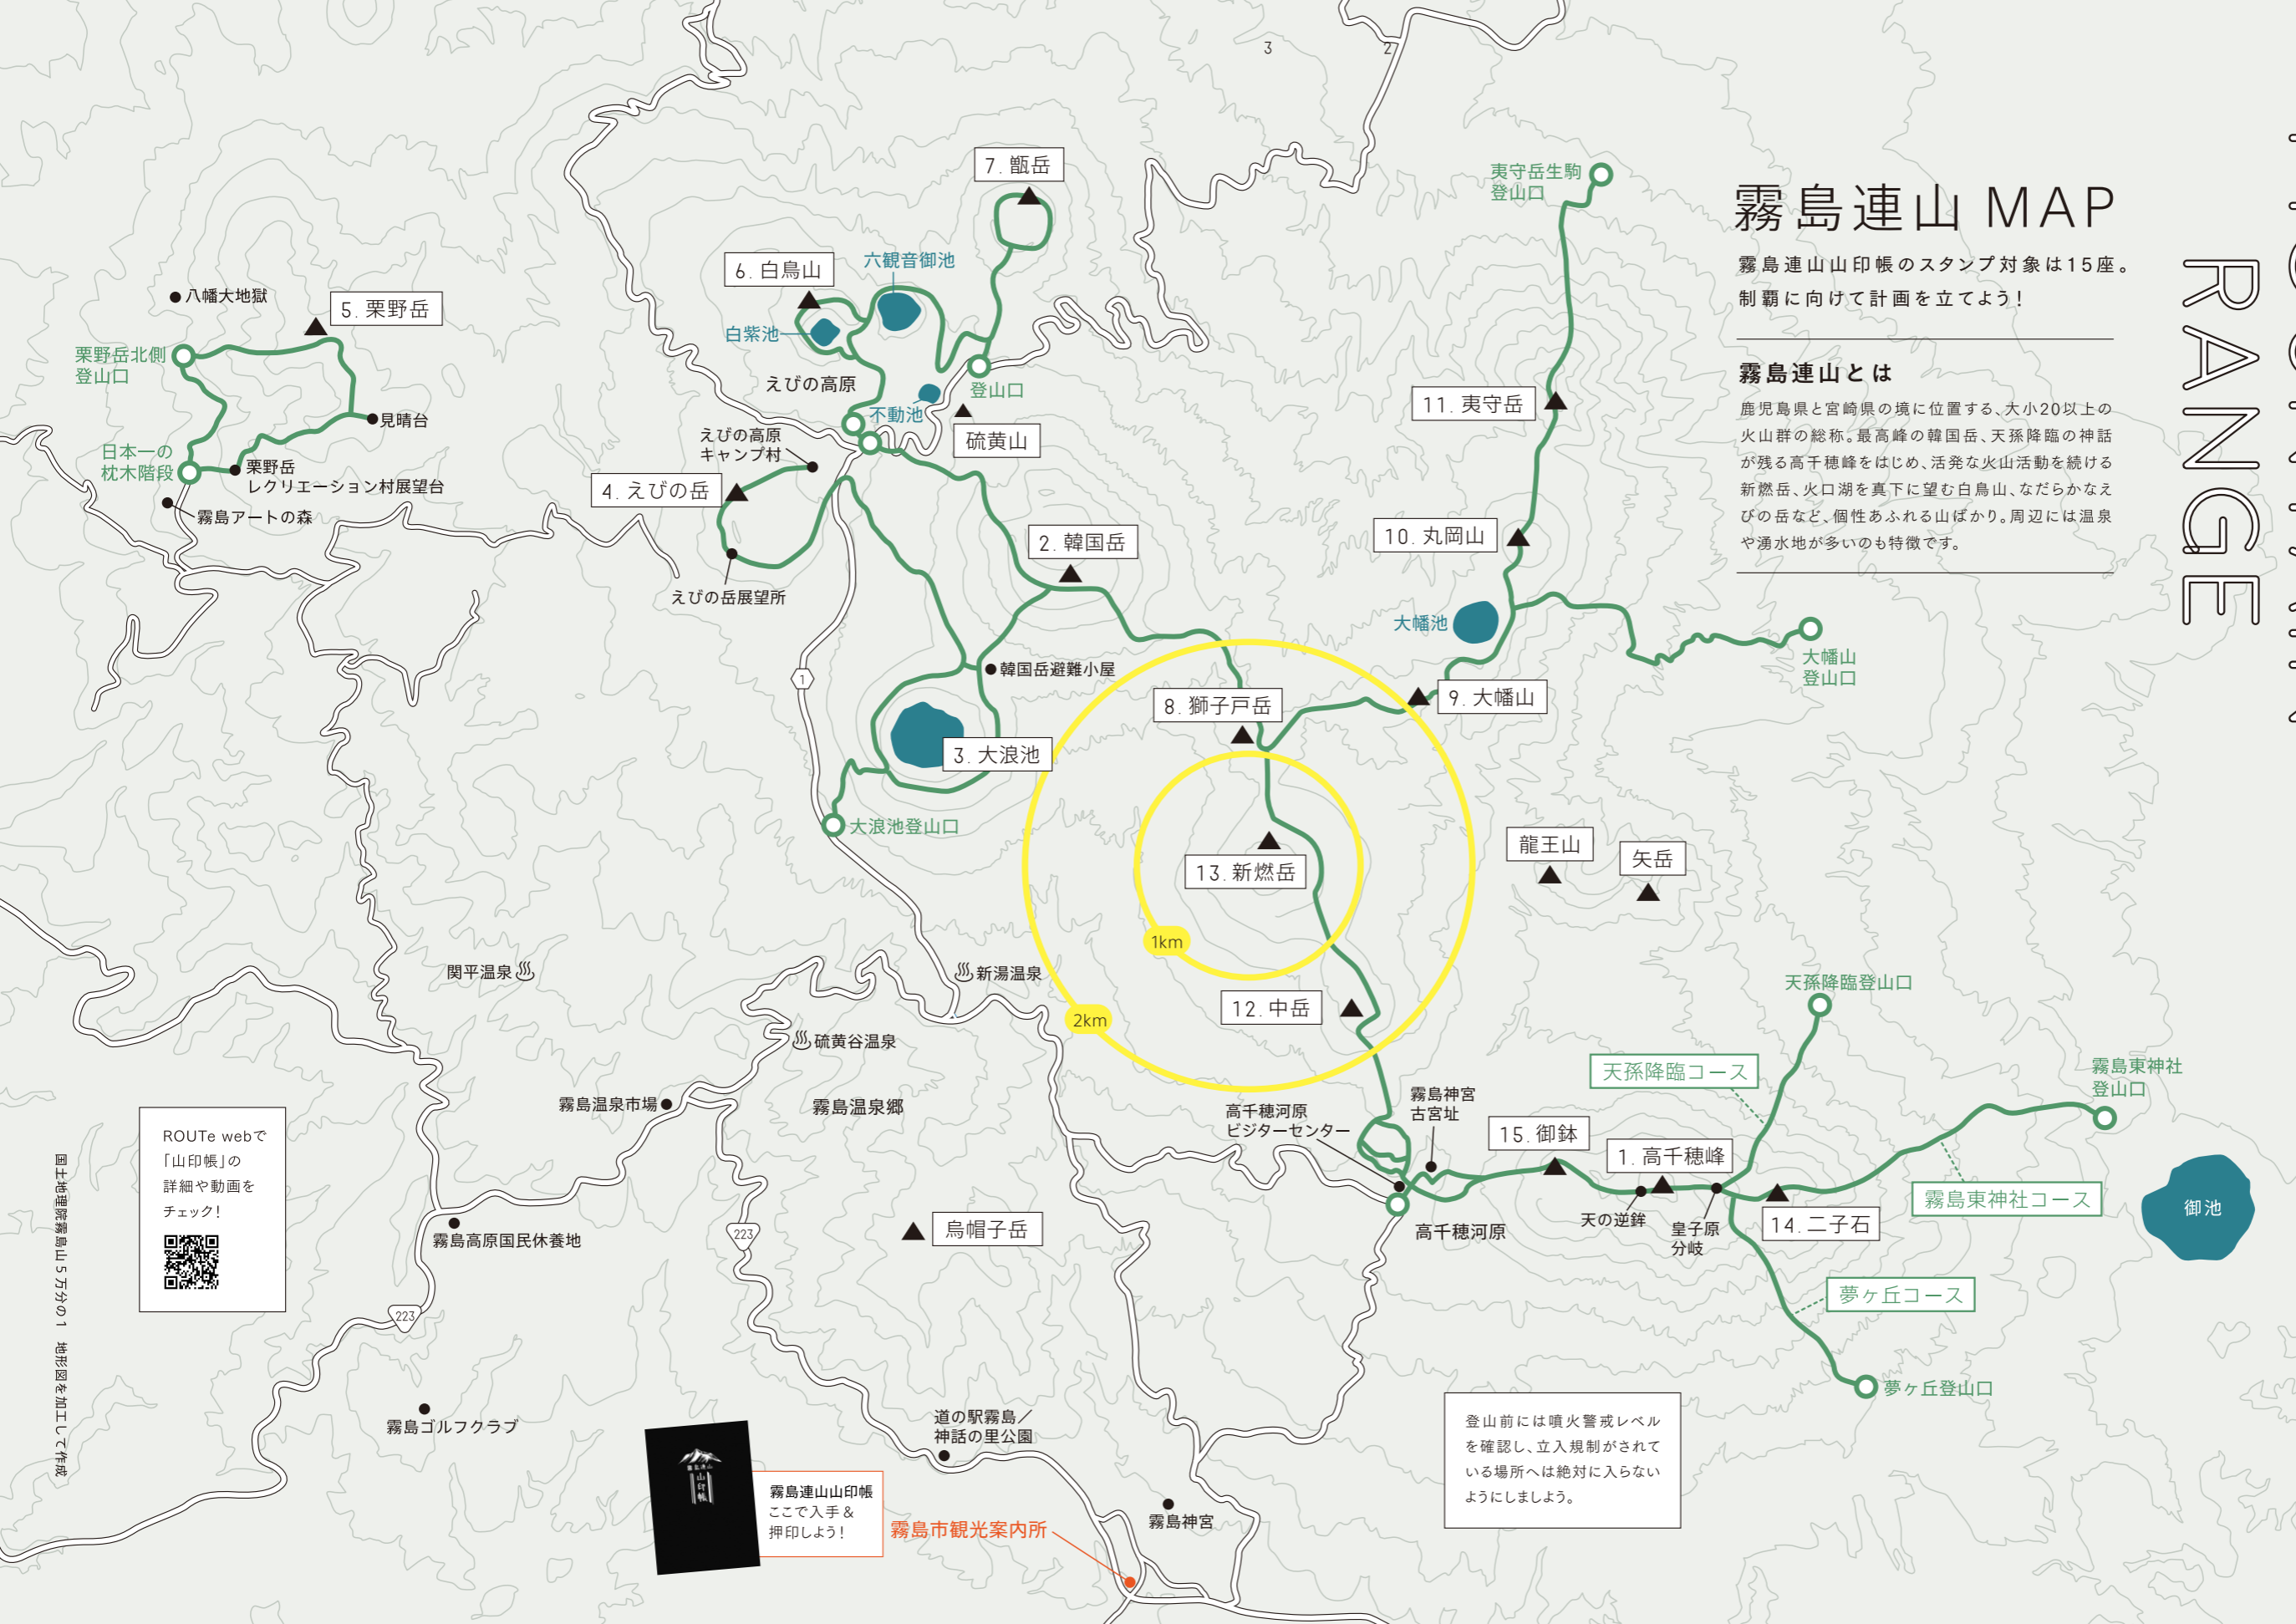 3
2
霧島連山 MAP
霧島連山山印帳のスタンプ対象は15座。
制覇に向けて計画を立てよう！
霧島連山とは
鹿児島県と宮崎県の境に位置する、大小20以上の
火山群の総称。最高峰の韓国岳、天孫降臨の神話
が残る高千穂峰をはじめ、活発な火山活動を続ける
新燃岳、火口湖を真下に望む白鳥山、なだらかなえ
びの岳など、個性あふれる山ばかり。周辺には温泉
や湧水地が多いのも特徴です。
RANGE
7. 甑岳
夷守岳生駒
登山口
6. 白鳥山
六観音御池
白紫池
八幡大地獄
5. 栗野岳
栗野岳北側
登山口
見晴台
日本一の
枕木階段
栗野岳
レクリエーション村展望台
霧島アートの森
えびの高原
登山口
不動池
硫黄山
えびの高原
キャンプ村
4. えびの岳
えびの岳展望所
2. 韓国岳
11. 夷守岳
10. 丸岡山
大幡池
大幡山
登山口
韓国岳避難小屋
1
8. 獅子戸岳
9. 大幡山
3. 大浪池
大浪池登山口
13. 新燃岳
1km
2km
龍王山
矢岳
12. 中岳
関平温泉
新湯温泉
硫黄谷温泉
霧島温泉市場
霧島温泉郷
天孫降臨登山口
天孫降臨コース
霧島東神社
登山口
霧島東神社コース
御池
高千穂河原
ビジターセンター
霧島神宮
古宮址
15. 御鉢
1. 高千穂峰
天の逆鉾
皇子原
分岐
14. 二子石
高千穂河原
夢ヶ丘コース
夢ヶ丘登山口
烏帽子岳
223
223
霧島高原国民休養地
霧島ゴルフクラブ
ROUTe webで
「山印帳」の
詳細や動画を
チェック！
国土地理院霧島山５万分の１　地形図を加工して作成
道の駅霧島／
神話の里公園
霧島連山
山印帳
霧島連山山印帳
ここで入手＆
押印しよう！
霧島市観光案内所
霧島神宮
登山前には噴火警戒レベル
を確認し、立入規制がされて
いる場所へは絶対に入らない
ようにしましよう。